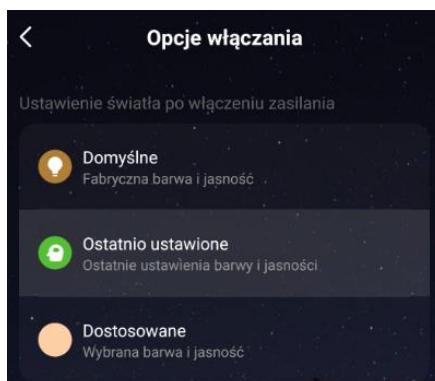 Opcje włączania
Ustawienie światła po włączeniu zasilania
Domyślne
Fabryczna barwa i jasność
Ostatnio ustawione
Ostatnie ustawienia barwy i jasności
Dostosowane
Wybrana barwa i jasność